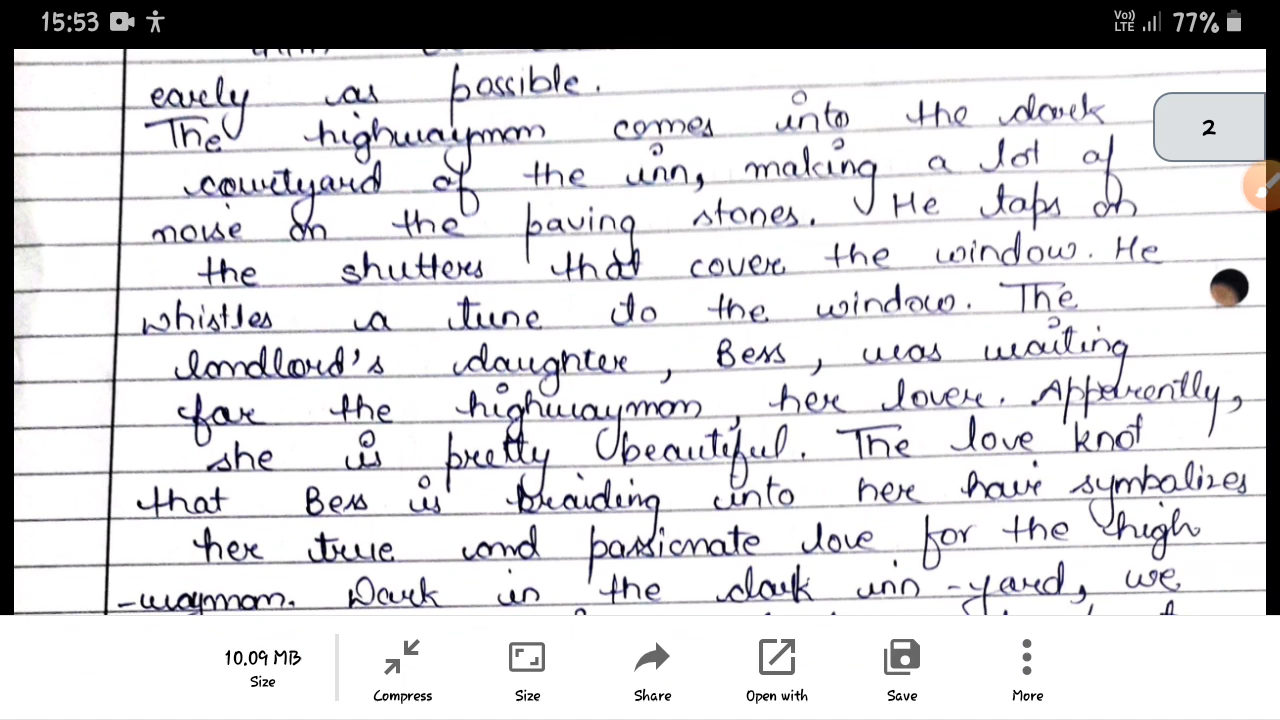 15:53
Vo))
LTE
77%
early as possible.
2
The highwayman comes into the dark
courtyard of the inn, making a lot of
noise on the paving stones. He taps on
the shutters that cover the window. He
whistles a tune to the window. The
landlord's daughter, Bess, was waiting
for the highwayman, her lover. Apparently,
she is pretty beautiful. The love knot
that Bess is braiding into her hair symbolizes
her true and passionate love for the high
-wayman. Dark in the dark inn-yard, we
10.09 MB
Size
Compress
Size
Share
Open with
Save
More